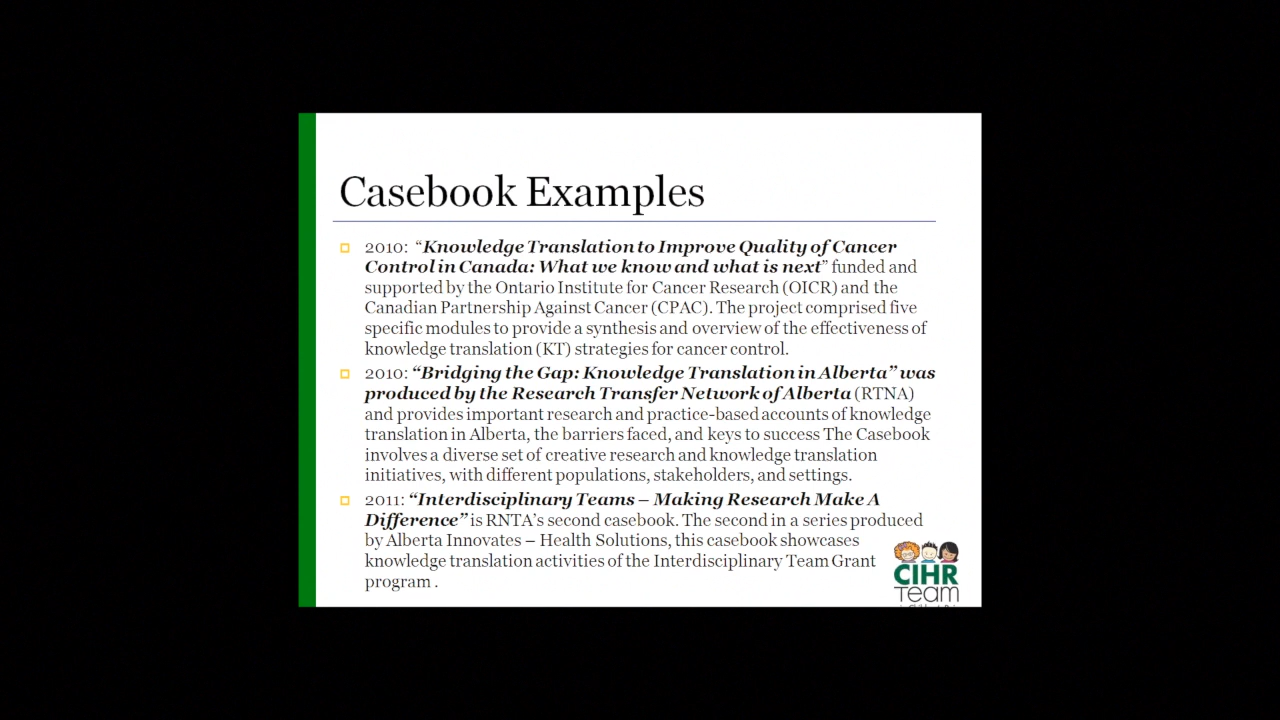 Casebook Examples
2010: “Knowledge Translation to Improve Quality of Cancer
Control in Canada: What we know and what is next” funded and
supported by the Ontario Institute for Cancer Research (OICR) and the
Canadian Partnership Against Cancer (CPAC). The project comprised five
specific modules to provide a synthesis and overview of the effectiveness of
knowledge translation (KT) strategies for cancer control.
2010: “Bridging the Gap: Knowledge Translation in Alberta” was
produced by the Research Transfer Network of Alberta (RTNA)
and provides important research and practice-based accounts of knowledge
translation in Alberta, the barriers faced, and keys to success The Casebook
involves a diverse set of creative research and knowledge translation
initiatives, with different populations, stakeholders, and settings.
2011: “Interdisciplinary Teams – Making Research Make A
Difference” is RNTA’s second casebook. The second in a series produced
by Alberta Innovates – Health Solutions, this casebook showcases
knowledge translation activities of the Interdisciplinary Team Grant
program .
CIHR
Team